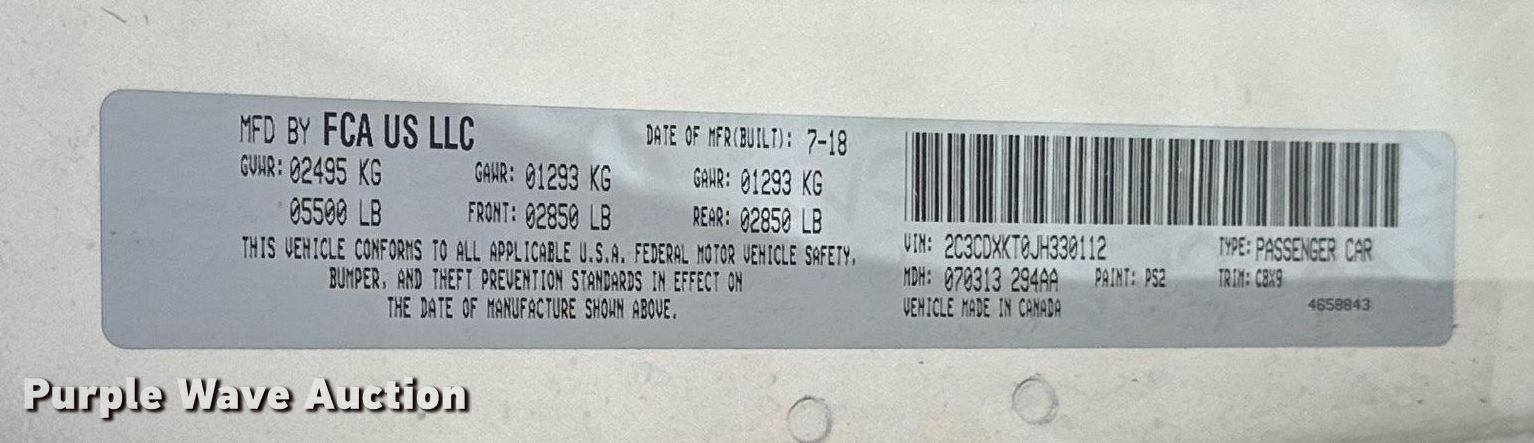 MFD BY FCA US LLC DATE OF MFR(BUILT): 7-18
GVWR: 02495 KG GAWR: 01293 KG GAWR: 01293 KG
05500 LB FRONT: 02850 LB REAR: 02850 LB
THIS VEHICLE CONFORMS TO ALL APPLICABLE U.S.A. FEDERAL MOTOR VEHICLE SAFETY,
BUMPER, AND THEFT PREVENTION STANDARDS IN EFFECT ON
THE DATE OF MANUFACTURE SHOWN ABOVE.
VIN: 2C3CDXKT0JH330112 TYPE: PASSENGER CAR
MDH: 070313 294AA PAINT: PS2 TRIM: C8X9
VEHICLE MADE IN CANADA 4658843
Purple Wave Auction